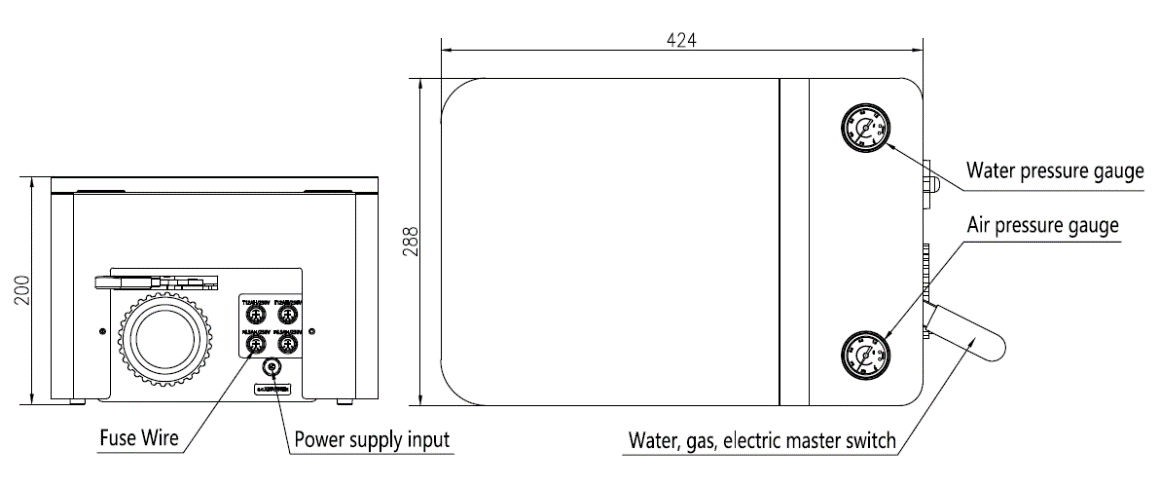 424
Water pressure gauge
Air pressure gauge
288
200
Fuse Wire
Power supply input
Water, gas, electric master switch